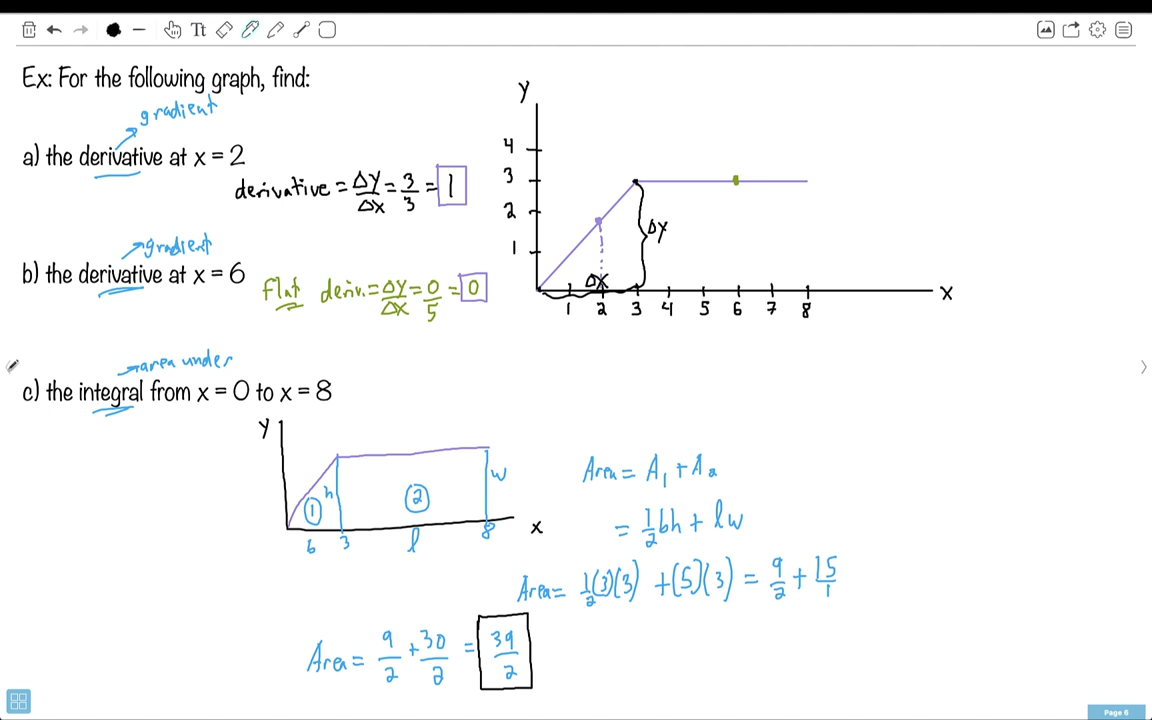 Tt
Ex: For the following graph, find:
gradient
a) the derivative at x = 2
derivative = ΔY/ΔX = 3/3 = 1
gradient
b) the derivative at x = 6
Flat deriv. = ΔY/ΔX = 0/5 = 0
Y
4
3
2
1
ΔY
ΔX
1 2 3 4 5 6 7 8
X
area under
c) the integral from x = 0 to x = 8
Y
h
w
1
2
b 3 l 8
X
Area = A₁ + A₂
= 1/2 bh + lw
Area = 1/2(3)(3) + (5)(3) = 9/2 + 15/1
Area = 9/2 + 30/2 = 39/2
Page 6